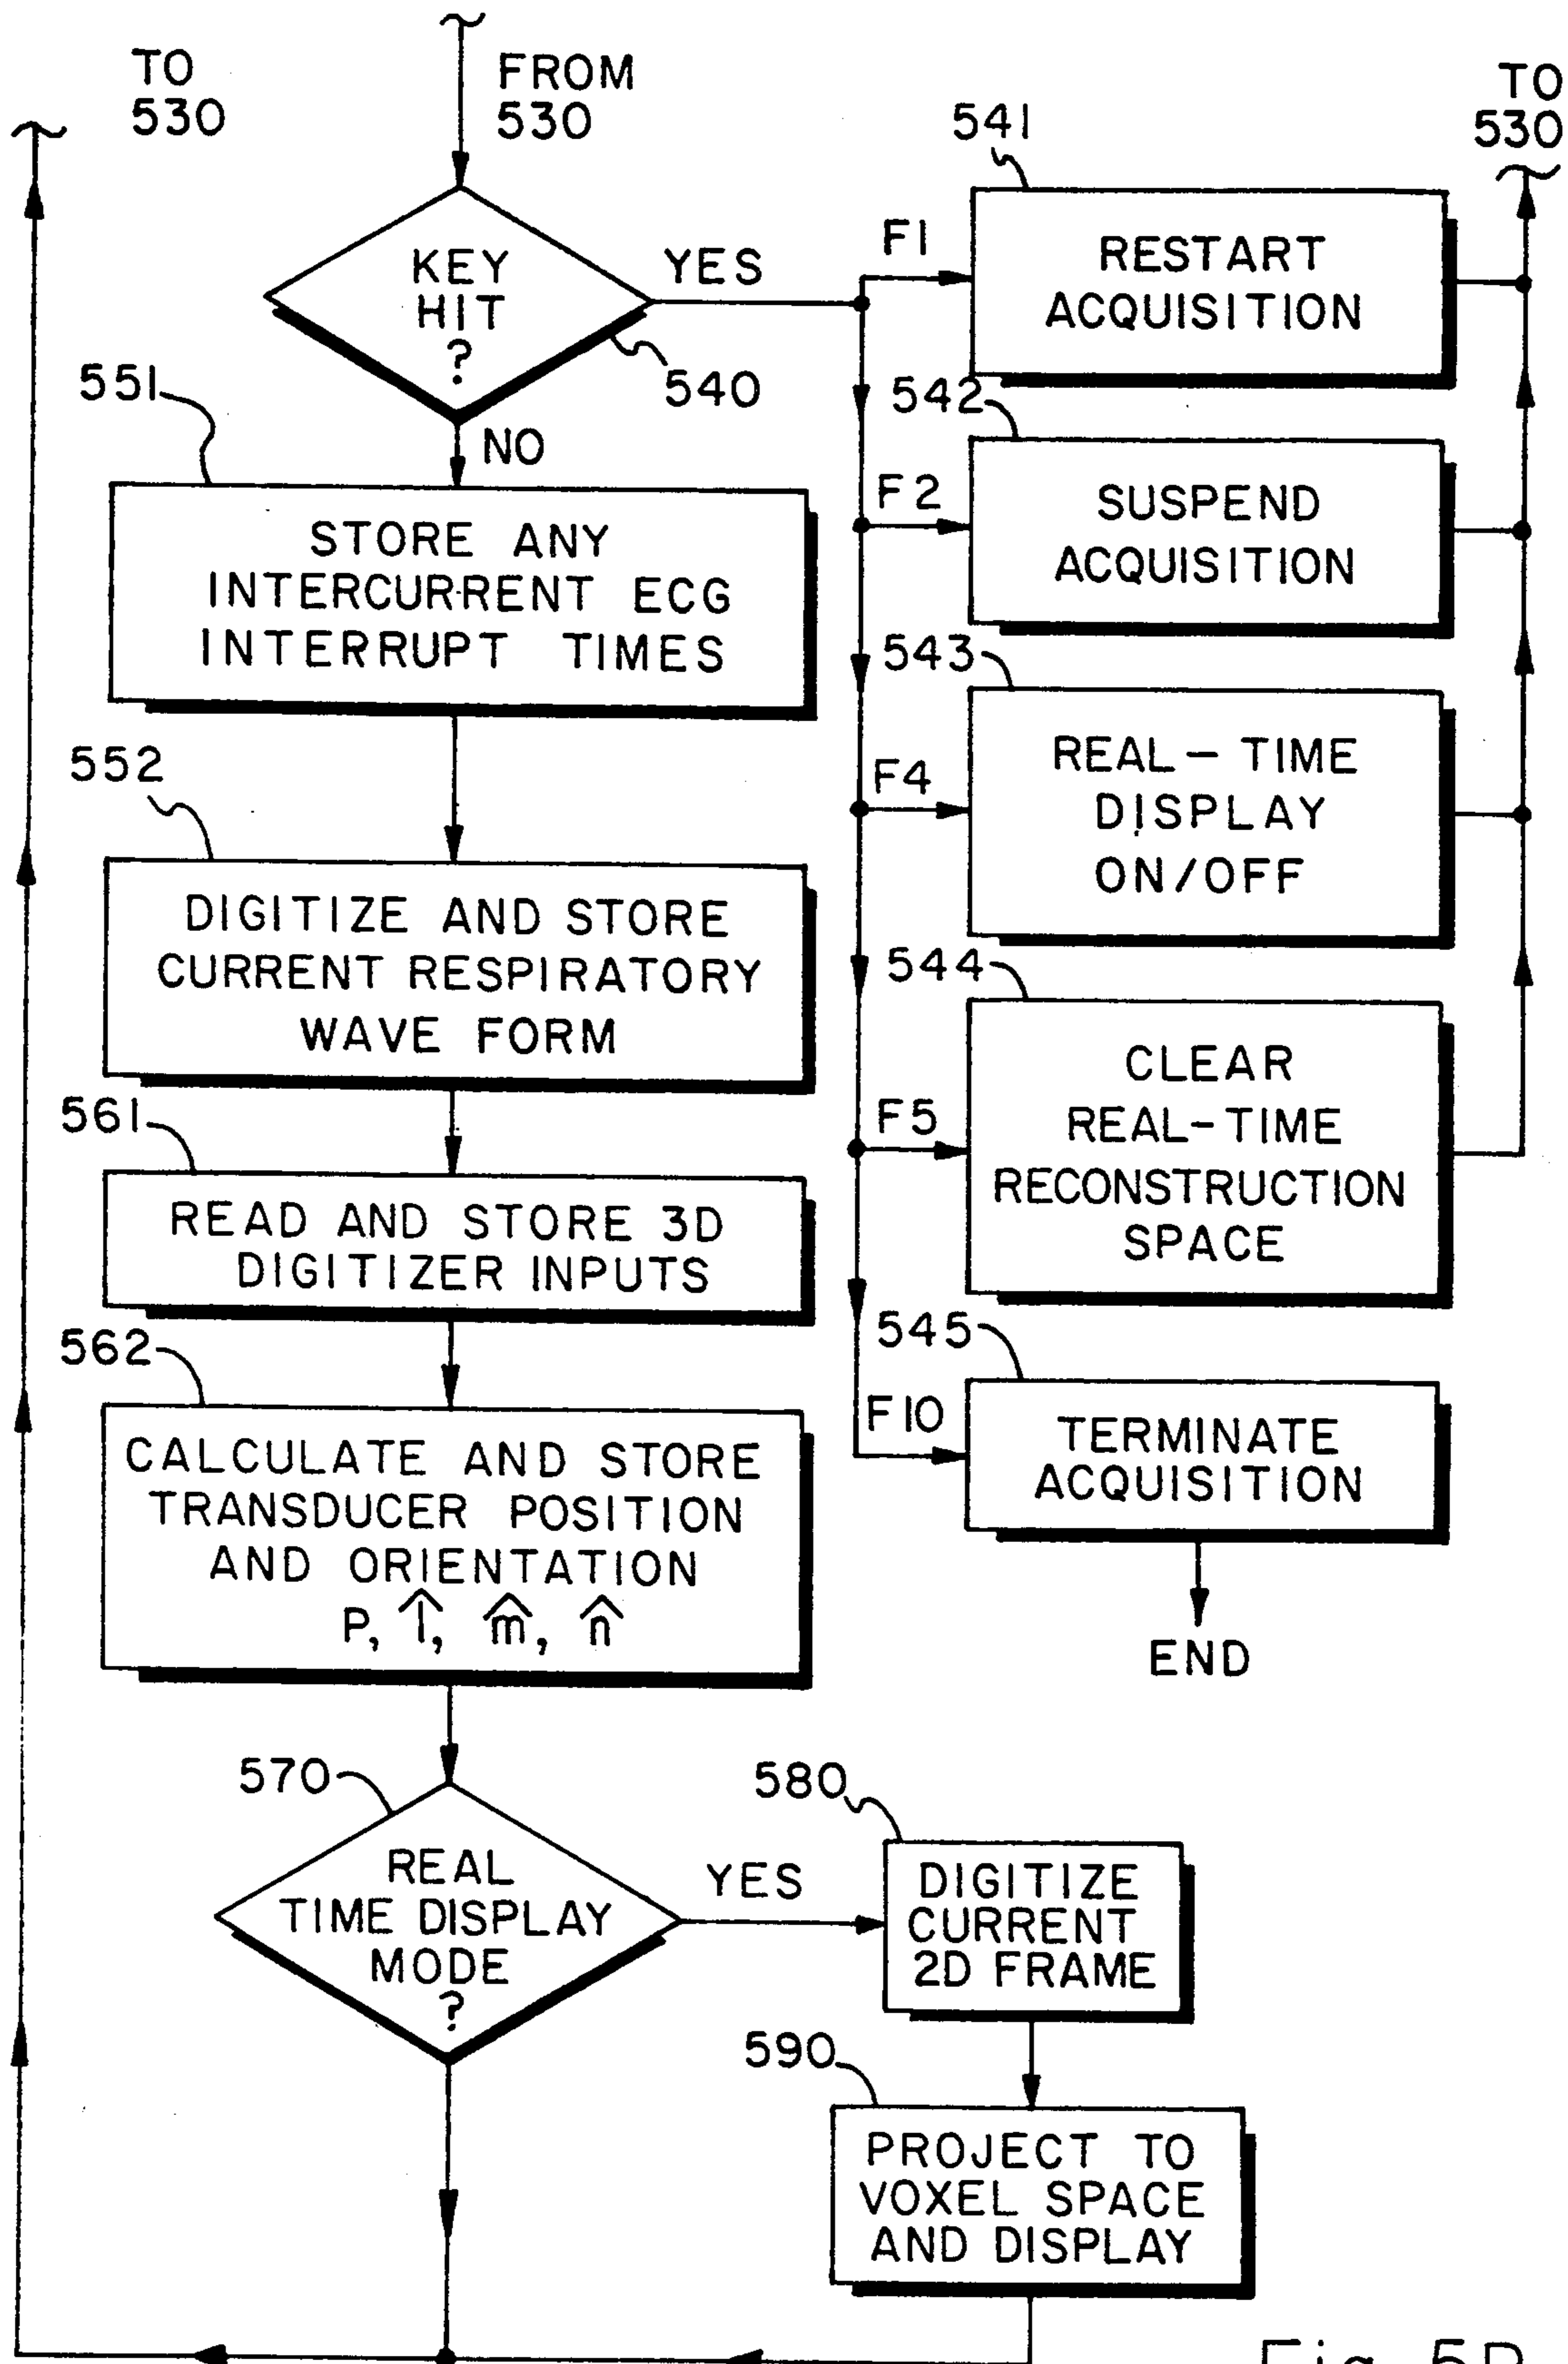 TO
530
FROM
530
TO
530
541
KEY
HIT
?
YES
540
NO
F1
RESTART
ACQUISITION
542
F2
SUSPEND
ACQUISITION
543
F4
REAL-TIME
DISPLAY
ON/OFF
544
F5
CLEAR
REAL-TIME
RECONSTRUCTION
SPACE
545
F10
TERMINATE
ACQUISITION
END
551
STORE ANY
INTERCURRENT ECG
INTERRUPT TIMES
552
DIGITIZE AND STORE
CURRENT RESPIRATORY
WAVE FORM
561
READ AND STORE 3D
DIGITIZER INPUTS
562
CALCULATE AND STORE
TRANSDUCER POSITION
AND ORIENTATION
P, l̂, m̂, n̂
570
REAL
TIME DISPLAY
MODE
?
YES
580
DIGITIZE
CURRENT
2D FRAME
590
PROJECT TO
VOXEL SPACE
AND DISPLAY